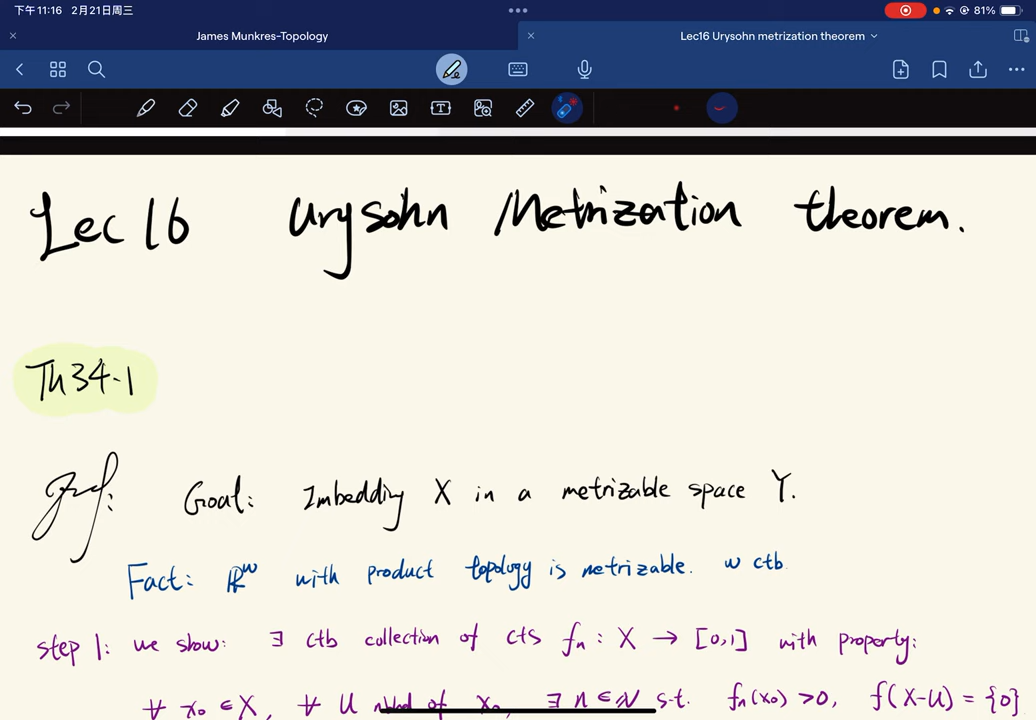 下午11:16 2月21日周三
81%
James Munkres-Topology
Lec16 Urysohn metrization theorem
Lec 16 Urysohn Metrization theorem.
Th34-1
Prf: Goal: Imbedding X in a metrizable space Y.
Fact: ℝ^ω with product topology is metrizable. ω ctb.
step 1: we show: ∃ ctb collection of cts fₙ: X → [0,1] with property:
∀ x₀ ∈ X, ∀ U nbhd of x₀, ∃ n ∈ ℕ s.t. fₙ(x₀) >0, f(X-U) = {0}